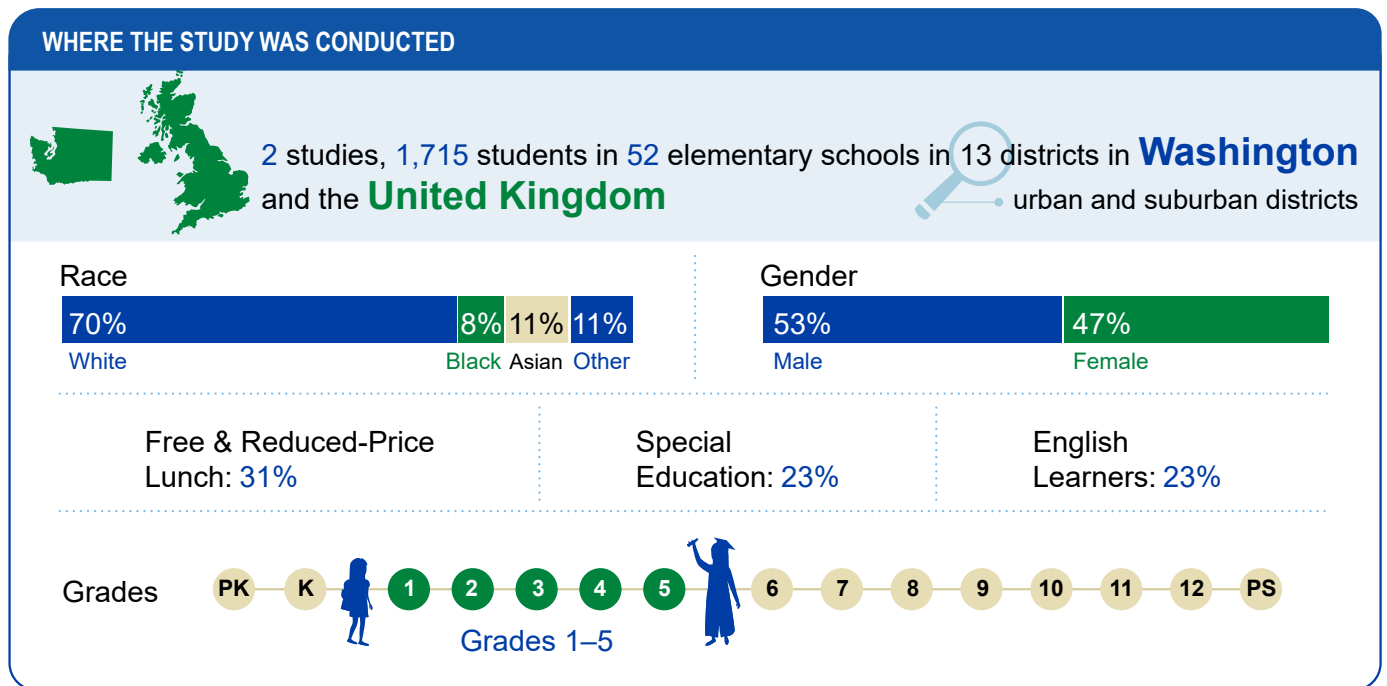 WHERE THE STUDY WAS CONDUCTED
2 studies, 1,715 students in 52 elementary schools in 13 districts in Washington
and the United Kingdom
urban and suburban districts
Race
70% 8% 11% 11%
White Black Asian Other
Gender
53% 47%
Male Female
Free & Reduced-Price
Lunch: 31%
Special
Education: 23%
English
Learners: 23%
Grades PK K 1 2 3 4 5 6 7 8 9 10 11 12 PS
Grades 1–5